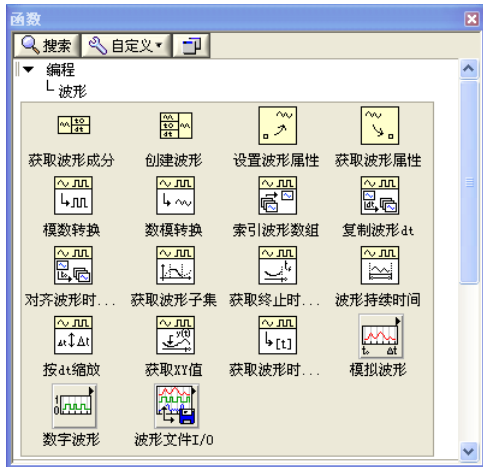 函数
搜索 自定义
编程
波形
获取波形成分 创建波形 设置波形属性 获取波形属性
模数转换 数模转换 索引波形数组 复制波形dt
对齐波形时... 获取波形子集 获取终止时... 波形持续时间
按dt缩放 获取XY值 获取波形时... 模拟波形
数字波形 波形文件I/O